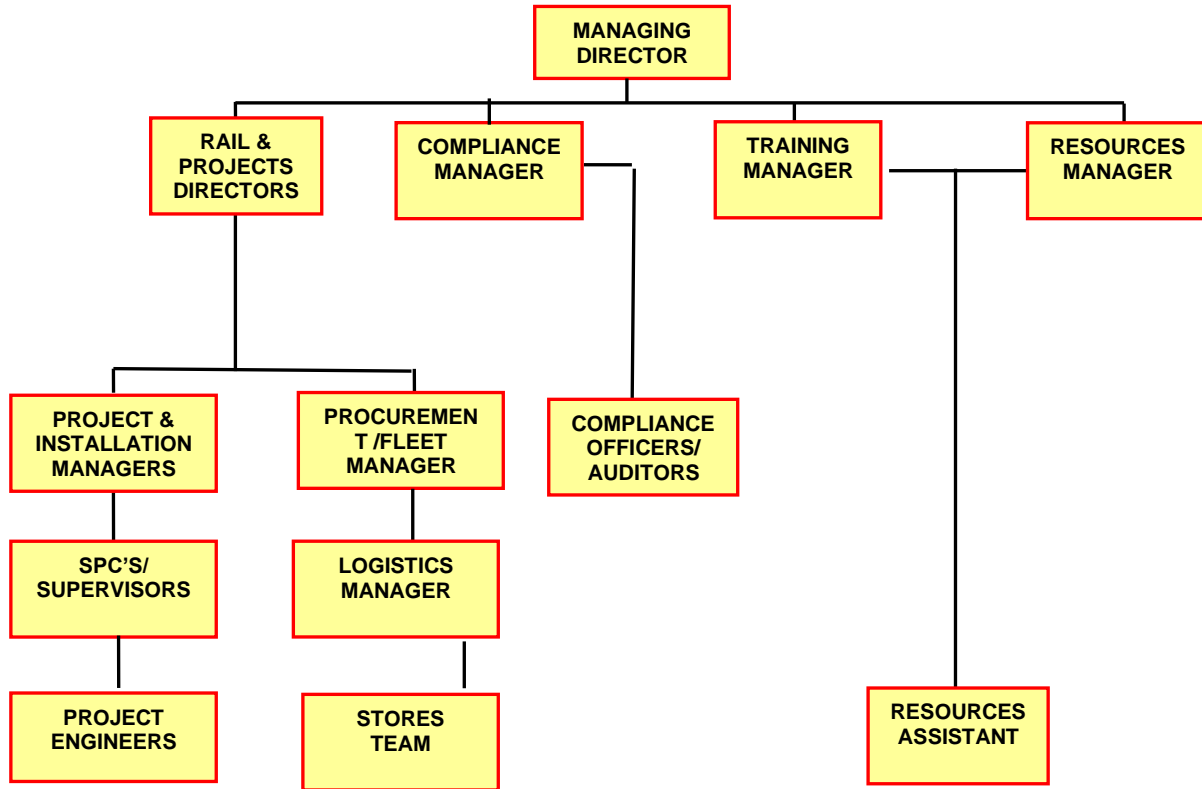 MANAGING
DIRECTOR
RAIL &
PROJECTS
DIRECTORS
COMPLIANCE
MANAGER
TRAINING
MANAGER
RESOURCES
MANAGER
PROJECT &
INSTALLATION
MANAGERS
PROCUREMEN
T /FLEET
MANAGER
COMPLIANCE
OFFICERS/
AUDITORS
SPC'S/
SUPERVISORS
LOGISTICS
MANAGER
PROJECT
ENGINEERS
STORES
TEAM
RESOURCES
ASSISTANT